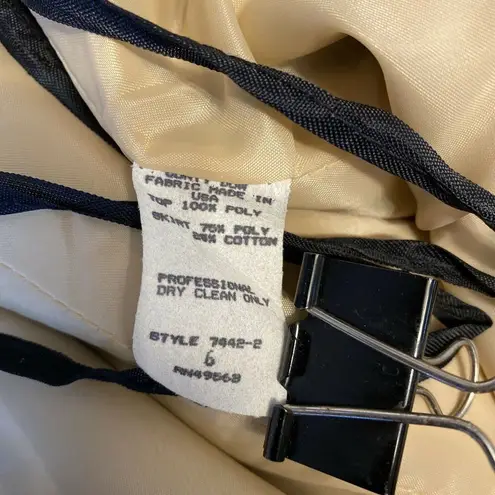 FABRIC MADE IN
USA
TOP 100% POLY
SKIRT 75% POLY
25% COTTON
PROFESSIONAL
DRY CLEAN ONLY
STYLE 7442-2
6
RN49568